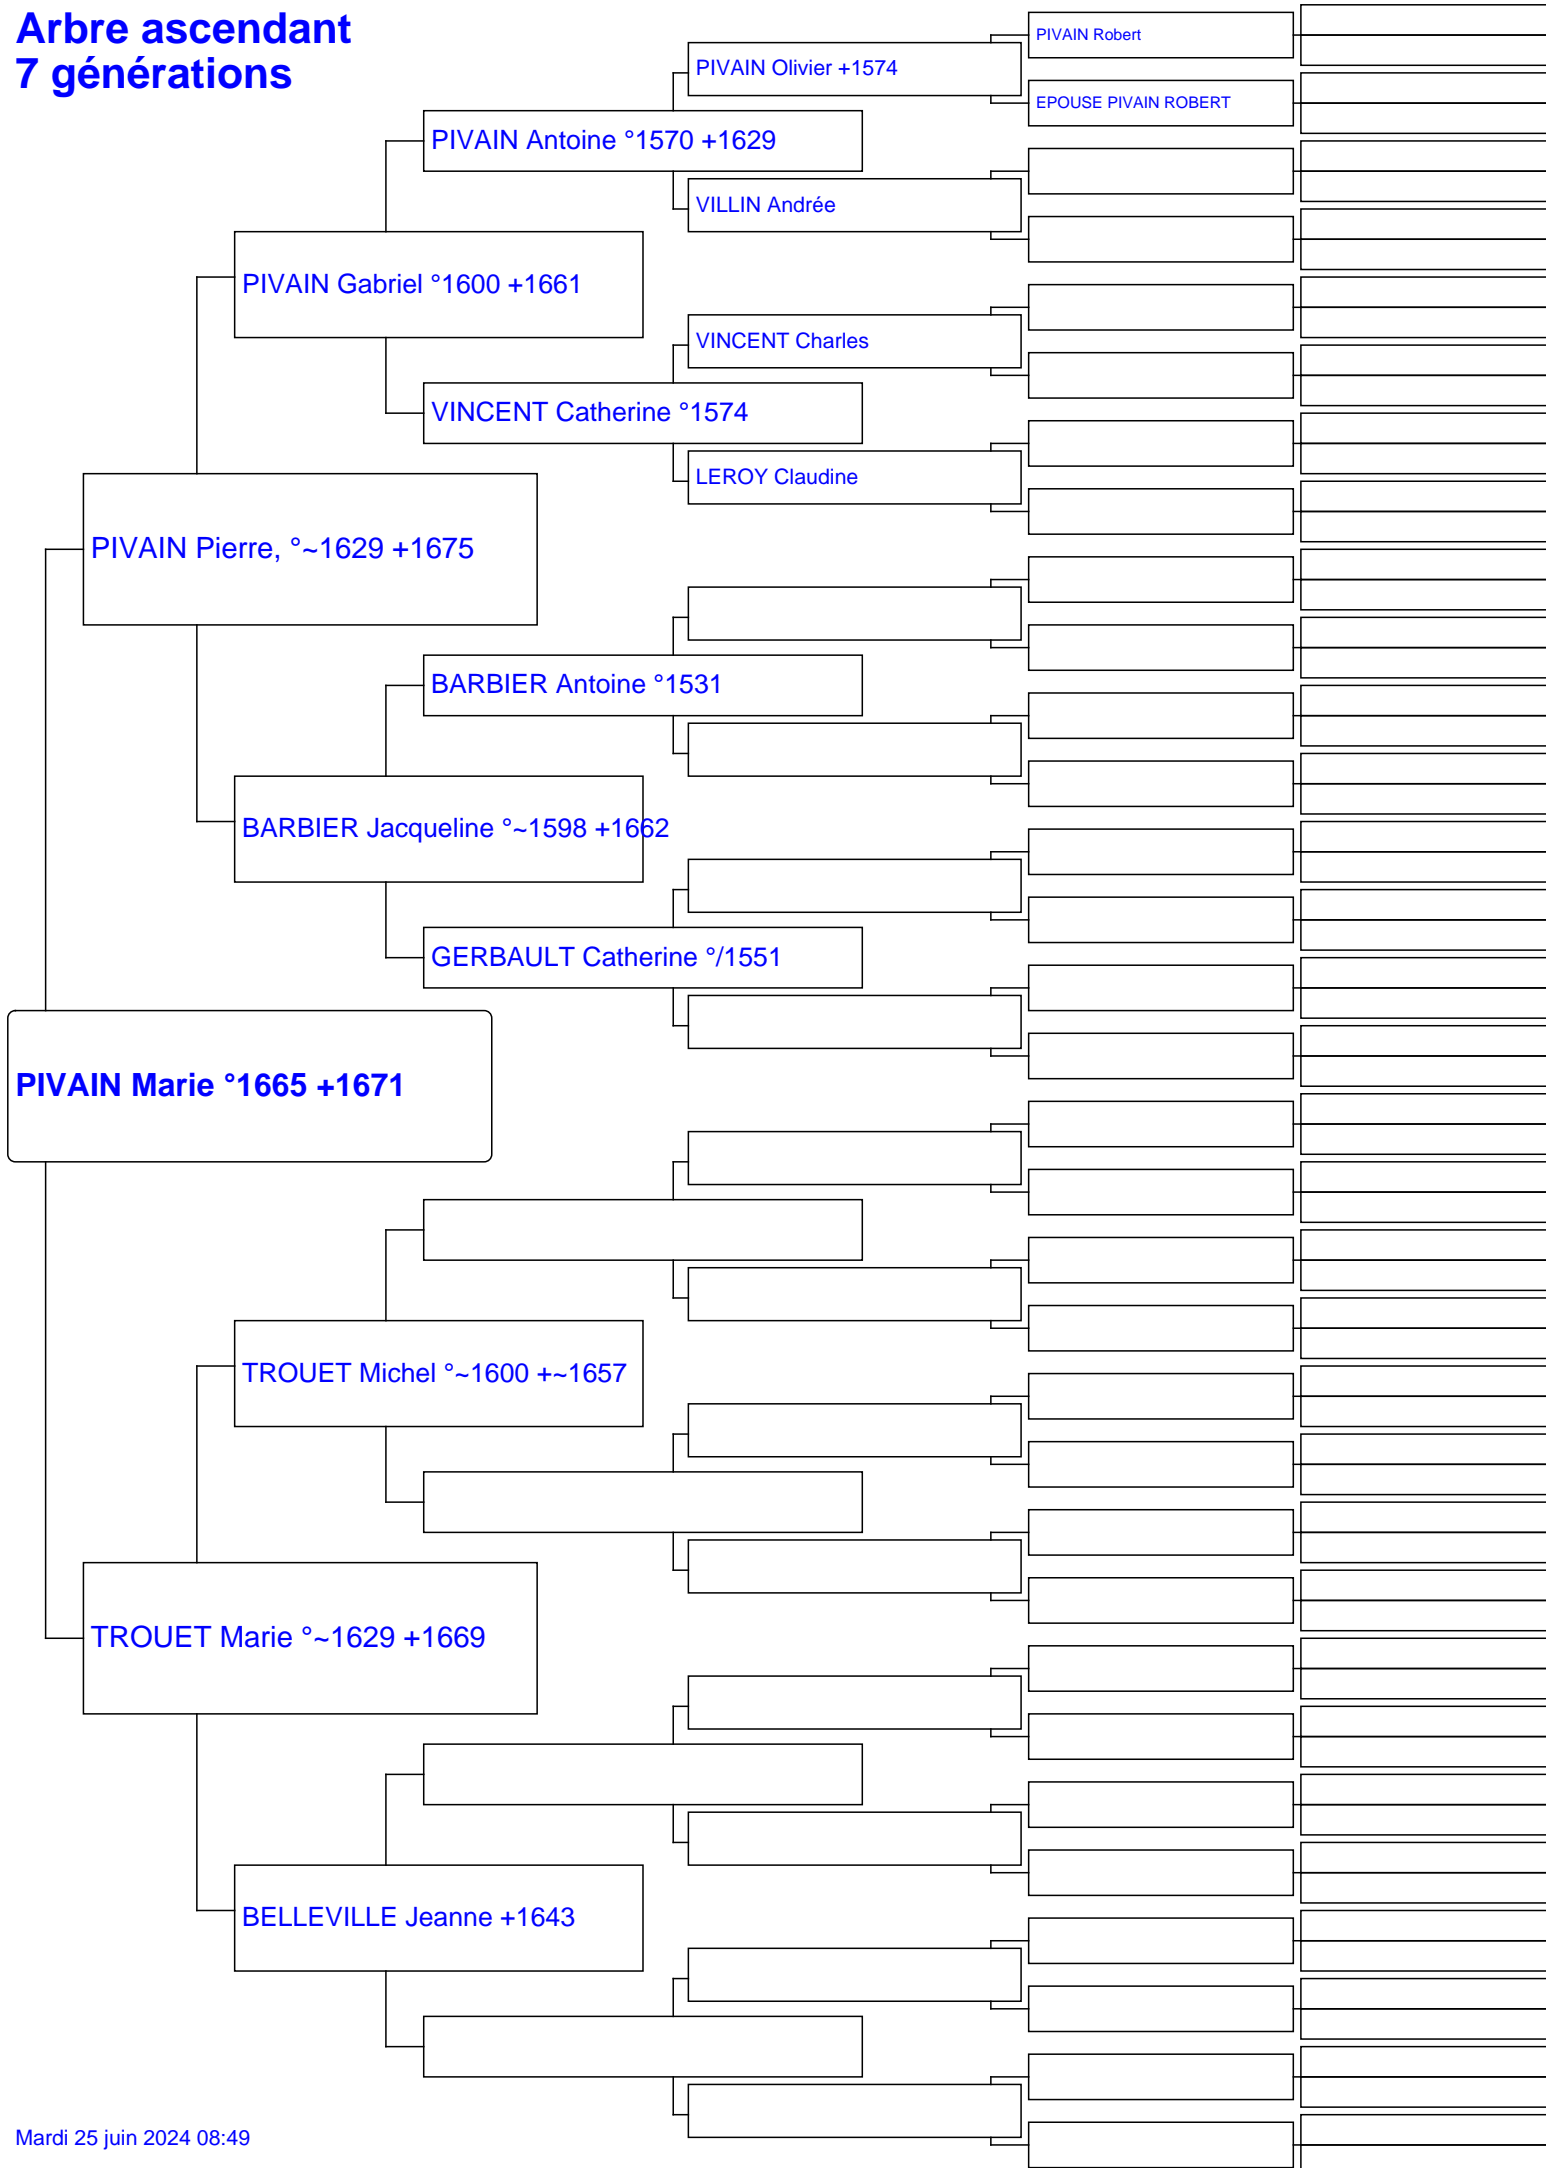 Arbre ascendant
7 générations
PIVAIN Robert
PIVAIN Olivier +1574
EPOUSE PIVAIN ROBERT
PIVAIN Antoine °1570 +1629
VILLIN Andrée
PIVAIN Gabriel °1600 +1661
VINCENT Charles
VINCENT Catherine °1574
LEROY Claudine
PIVAIN Pierre, °~1629 +1675
BARBIER Antoine °1531
BARBIER Jacqueline °~1598 +1662
GERBAULT Catherine °/1551
PIVAIN Marie °1665 +1671
TROUET Michel °~1600 +~1657
TROUET Marie °~1629 +1669
BELLEVILLE Jeanne +1643
Mardi 25 juin 2024 08:49